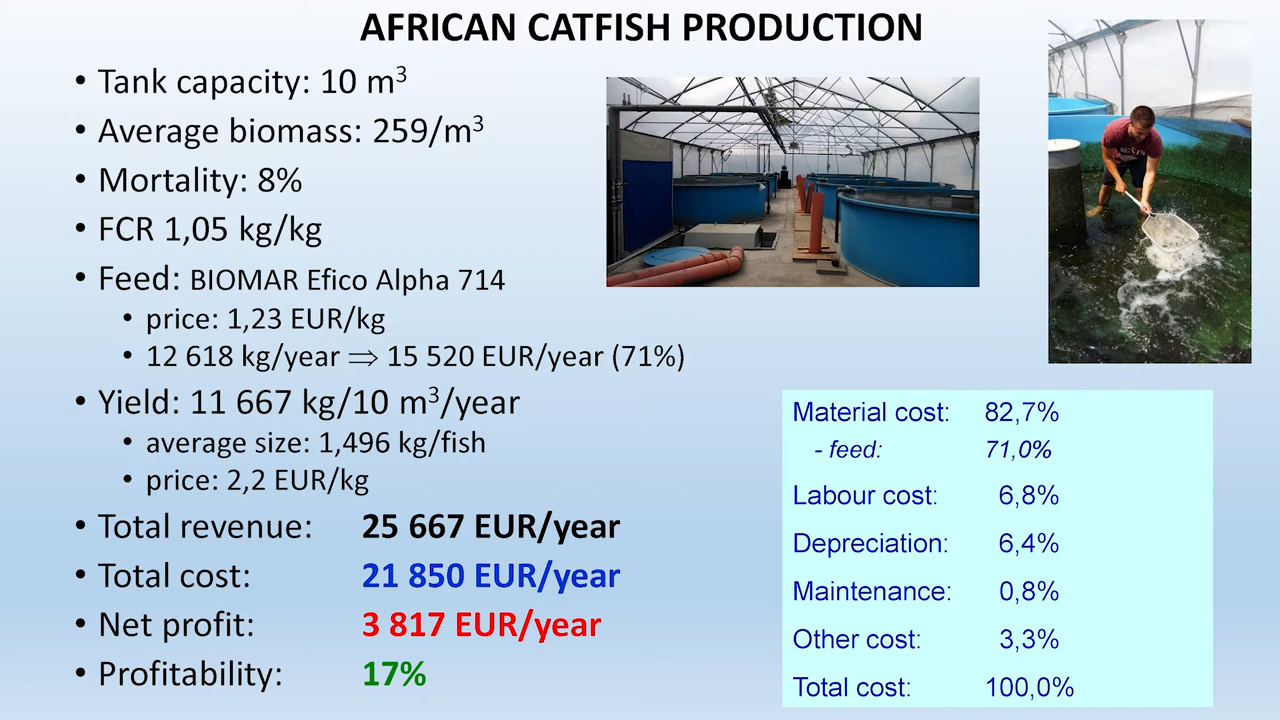 AFRICAN CATFISH PRODUCTION
• Tank capacity: 10 m³
• Average biomass: 259/m³
• Mortality: 8%
• FCR 1,05 kg/kg
• Feed: BIOMAR Efico Alpha 714
• price: 1,23 EUR/kg
• 12 618 kg/year ⇒ 15 520 EUR/year (71%)
• Yield: 11 667 kg/10 m³/year
• average size: 1,496 kg/fish
• price: 2,2 EUR/kg
• Total revenue: 25 667 EUR/year
• Total cost: 21 850 EUR/year
• Net profit: 3 817 EUR/year
• Profitability: 17%
Material cost: 82,7%
- feed: 71,0%
Labour cost: 6,8%
Depreciation: 6,4%
Maintenance: 0,8%
Other cost: 3,3%
Total cost: 100,0%